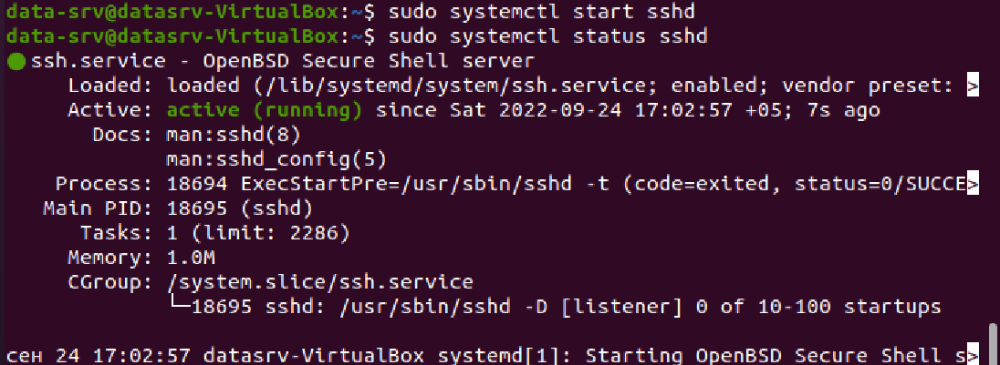 data-srv@datasrv-VirtualBox:~$ sudo systemctl start sshd
data-srv@datasrv-VirtualBox:~$ sudo systemctl status sshd
● ssh.service - OpenBSD Secure Shell server
     Loaded: loaded (/lib/systemd/system/ssh.service; enabled; vendor preset: >
     Active: active (running) since Sat 2022-09-24 17:02:57 +05; 7s ago
       Docs: man:sshd(8)
             man:sshd_config(5)
    Process: 18694 ExecStartPre=/usr/sbin/sshd -t (code=exited, status=0/SUCCE>
   Main PID: 18695 (sshd)
      Tasks: 1 (limit: 2286)
     Memory: 1.0M
     CGroup: /system.slice/ssh.service
             └─18695 sshd: /usr/sbin/sshd -D [listener] 0 of 10-100 startups
сен 24 17:02:57 datasrv-VirtualBox systemd[1]: Starting OpenBSD Secure Shell s>